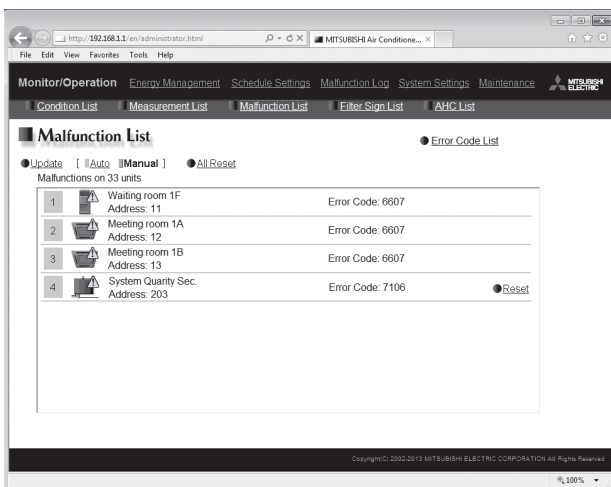 http://192.168.1.1/en/administrator.html
MITSUBISHI Air Conditione...
File Edit View Favorites Tools Help
Monitor/Operation Energy Management Schedule Settings Malfunction Log System Settings Maintenance
MITSUBISHI ELECTRIC
Condition List Measurement List Malfunction List Filter Sign List AHC List
Malfunction List
Error Code List
Update [ Auto Manual ] All Reset
Malfunctions on 33 units
1 Waiting room 1F
Address: 11
Error Code: 6607
2 Meeting room 1A
Address: 12
Error Code: 6607
3 Meeting room 1B
Address: 13
Error Code: 6607
4 System Quarity Sec.
Address: 203
Error Code: 7106
Reset
Copyright(C) 2002-2013 MITSUBISHI ELECTRIC CORPORATION All Rights Reserved
100%